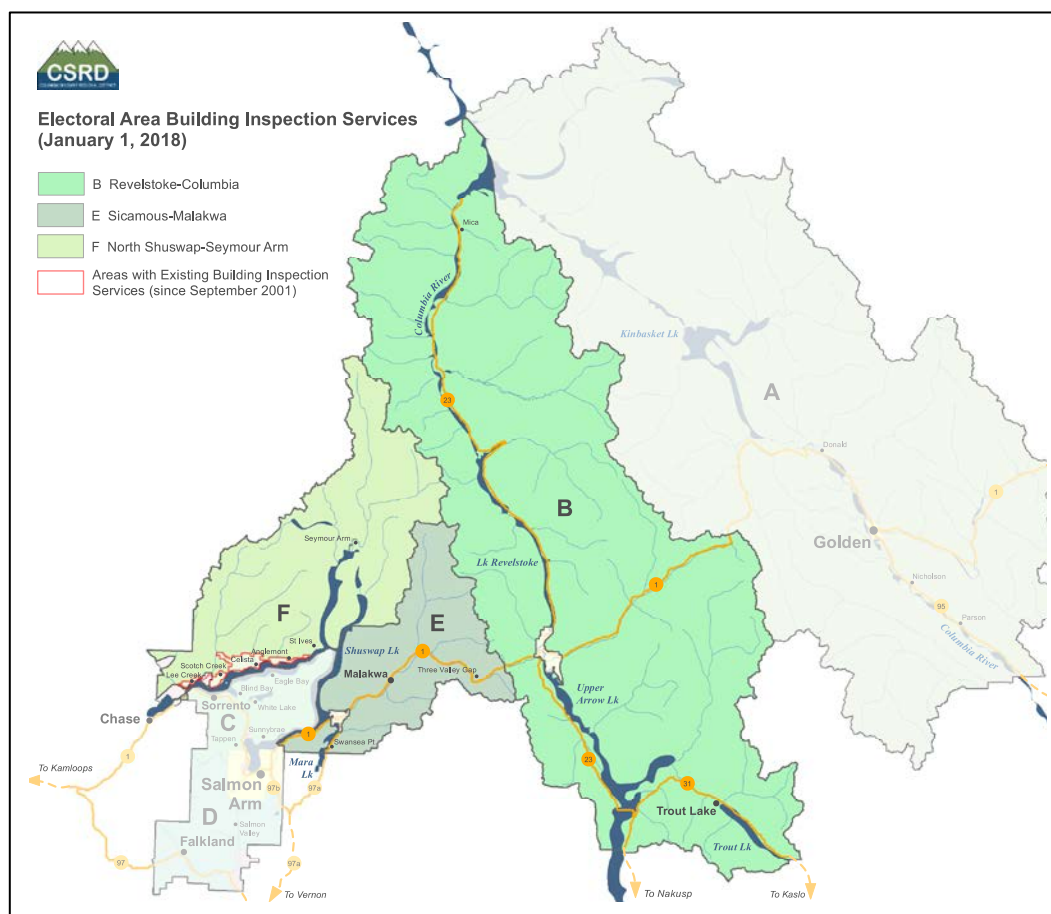 CSRD
COLUMBIA SHUSWAP REGIONAL DISTRICT
Electoral Area Building Inspection Services
(January 1, 2018)
B Revelstoke-Columbia
E Sicamous-Malakwa
F North Shuswap-Seymour Arm
Areas with Existing Building Inspection
Services (since September 2001)
Mica
Columbia River
Kinbasket Lk
A
23
Donald
1
B
Golden
Seymour Arm
Lk Revelstoke
1
Nicholson
95
Parson
Columbia River
F
E
St Ives
Anglemont
Celista
Scotch Creek
Lee Creek
Shuswap Lk
1
Three Valley Gap
Malakwa
Eagle Bay
Blind Bay
White Lake
Sorrento
Chase
C
Upper
Arrow Lk
Sunnybrae
Tappen
1
Swansea Pt
Mara
Lk
1
To Kamloops
Salmon
Arm
97b
97a
23
31
Trout Lake
D
Salmon
Valley
Falkland
97
97a
Trout Lk
To Vernon
To Nakusp
To Kaslo